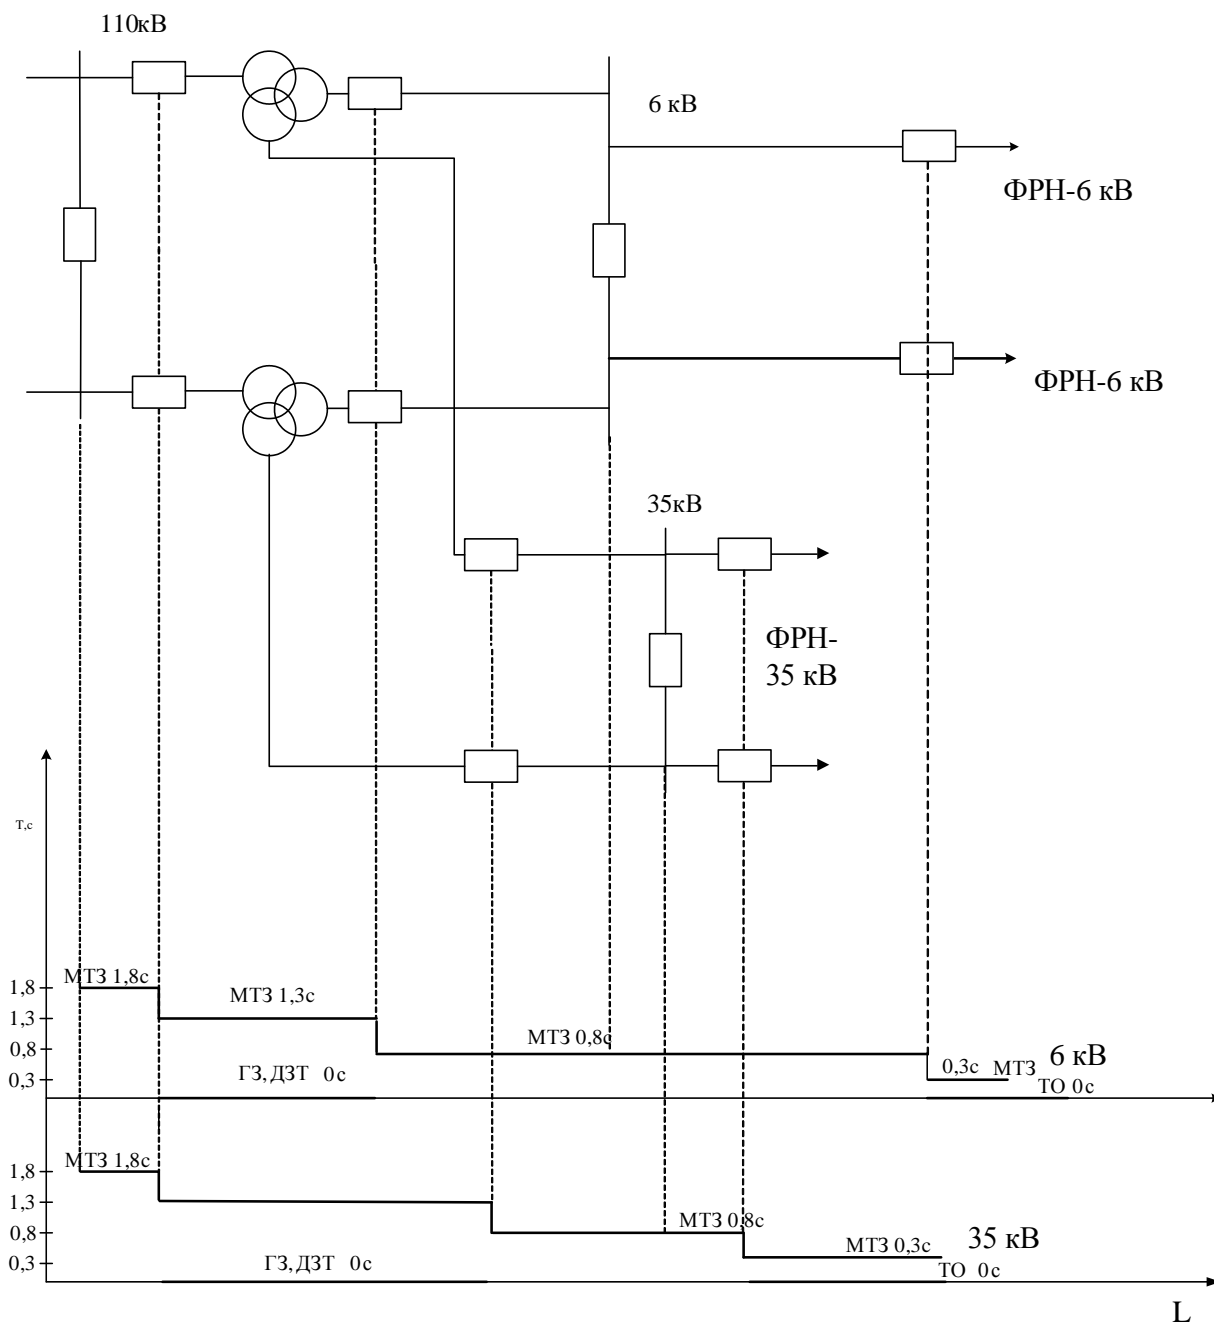 110кВ
6 кВ
ФРН-6 кВ
ФРН-6 кВ
35кВ
ФРН-
35 кВ
Т,с
МТЗ 1,8с
1,8
МТЗ 1,3с
1,3
МТЗ 0,8с
0,8
6 кВ
0,3с МТЗ
ГЗ,ДЗТ 0с
0,3
ТО 0с
МТЗ 1,8с
1,8
1,3
МТЗ 0,8с
0,8
35 кВ
МТЗ 0,3с
ГЗ,ДЗТ 0с
0,3
ТО 0с
L